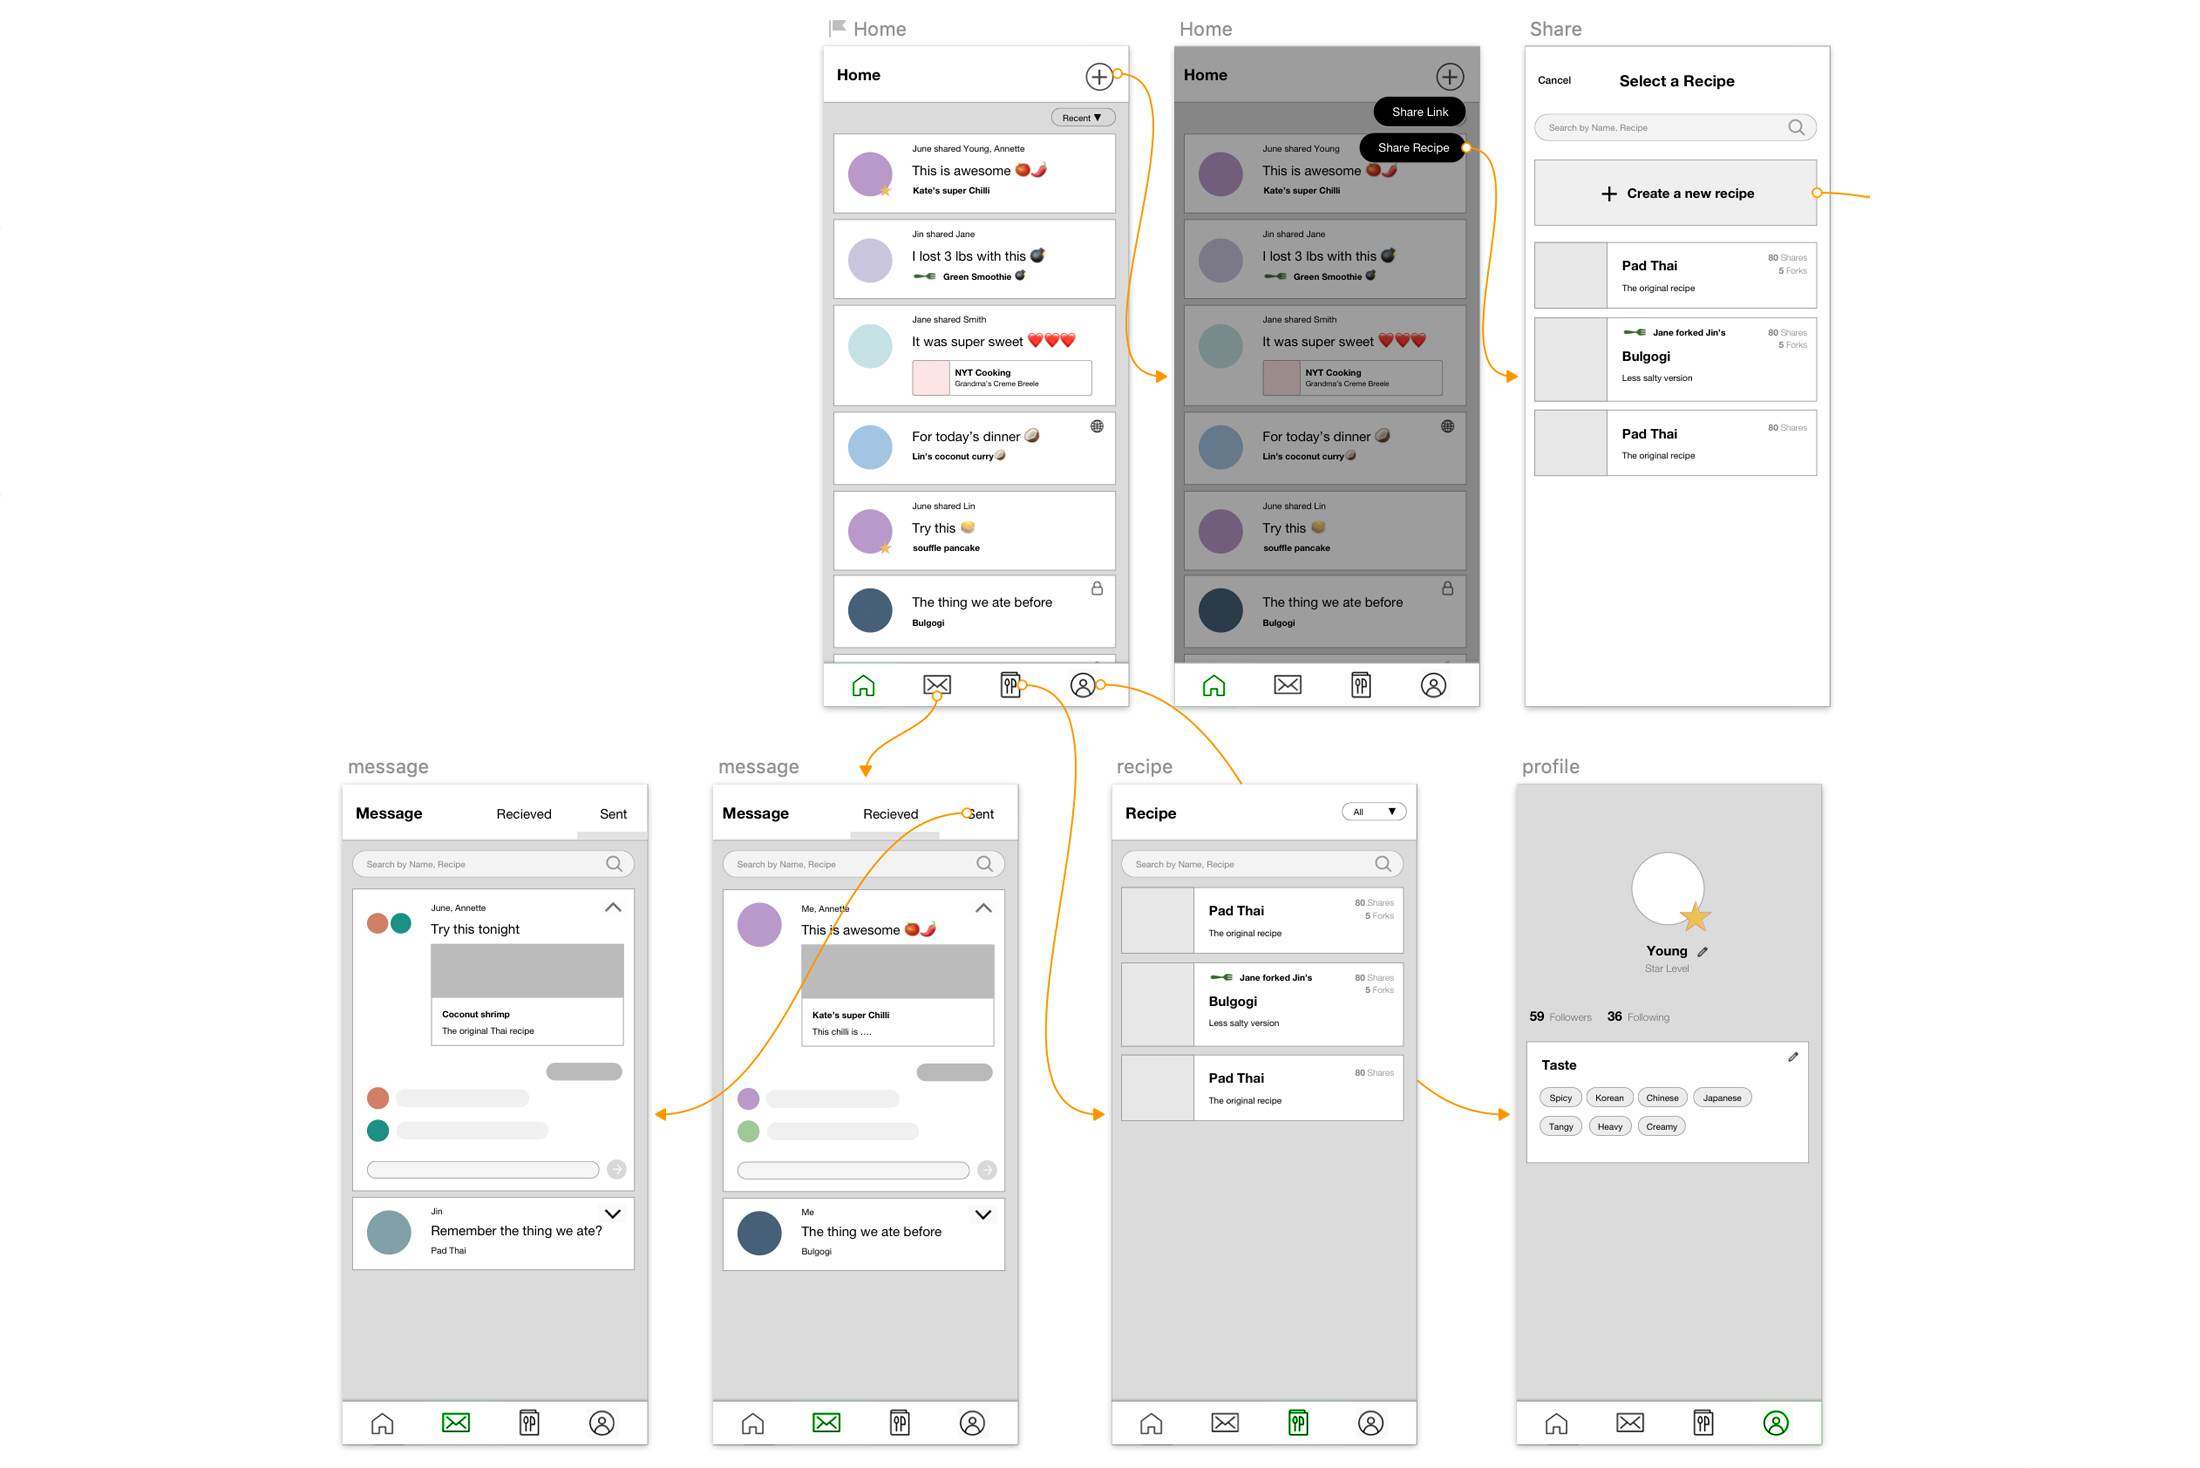 Home
Home
Recent ▼
June shared Young, Annette
This is awesome 🍅🌶️
Kate's super Chilli
Jin shared Jane
I lost 3 lbs with this 💣
Green Smoothie 💣
Jane shared Smith
It was super sweet ❤️❤️❤️
NYT Cooking
Grandma's Creme Breele
For today's dinner 🥥
Lin's coconut curry🥥
June shared Lin
Try this 🥞
souffle pancake
The thing we ate before
Bulgogi
Home
Home
Share Link
Share Recipe
June shared Young
This is awesome 🍅🌶️
Kate's super Chilli
Jin shared Jane
I lost 3 lbs with this 💣
Green Smoothie 💣
Jane shared Smith
It was super sweet ❤️❤️❤️
NYT Cooking
Grandma's Creme Breele
For today's dinner 🥥
Lin's coconut curry🥥
June shared Lin
Try this 🥞
souffle pancake
The thing we ate before
Bulgogi
Share
Cancel
Select a Recipe
Search by Name, Recipe
+ Create a new recipe
Pad Thai
80 Shares
5 Forks
The original recipe
Jane forked Jin's
80 Shares
5 Forks
Bulgogi
Less salty version
Pad Thai
80 Shares
The original recipe
message
Message
Recieved
Sent
Search by Name, Recipe
June, Annette
Try this tonight
Coconut shrimp
The original Thai recipe
Jin
Remember the thing we ate?
Pad Thai
message
Message
Recieved
Sent
Search by Name, Recipe
Me, Annette
This is awesome 🍅🌶️
Kate's super Chilli
This chilli is ....
Me
The thing we ate before
Bulgogi
recipe
Recipe
All ▼
Search by Name, Recipe
Pad Thai
80 Shares
5 Forks
The original recipe
Jane forked Jin's
80 Shares
5 Forks
Bulgogi
Less salty version
Pad Thai
80 Shares
The original recipe
profile
Young
Star Level
59 Followers
36 Following
Taste
Spicy
Korean
Chinese
Japanese
Tangy
Heavy
Creamy